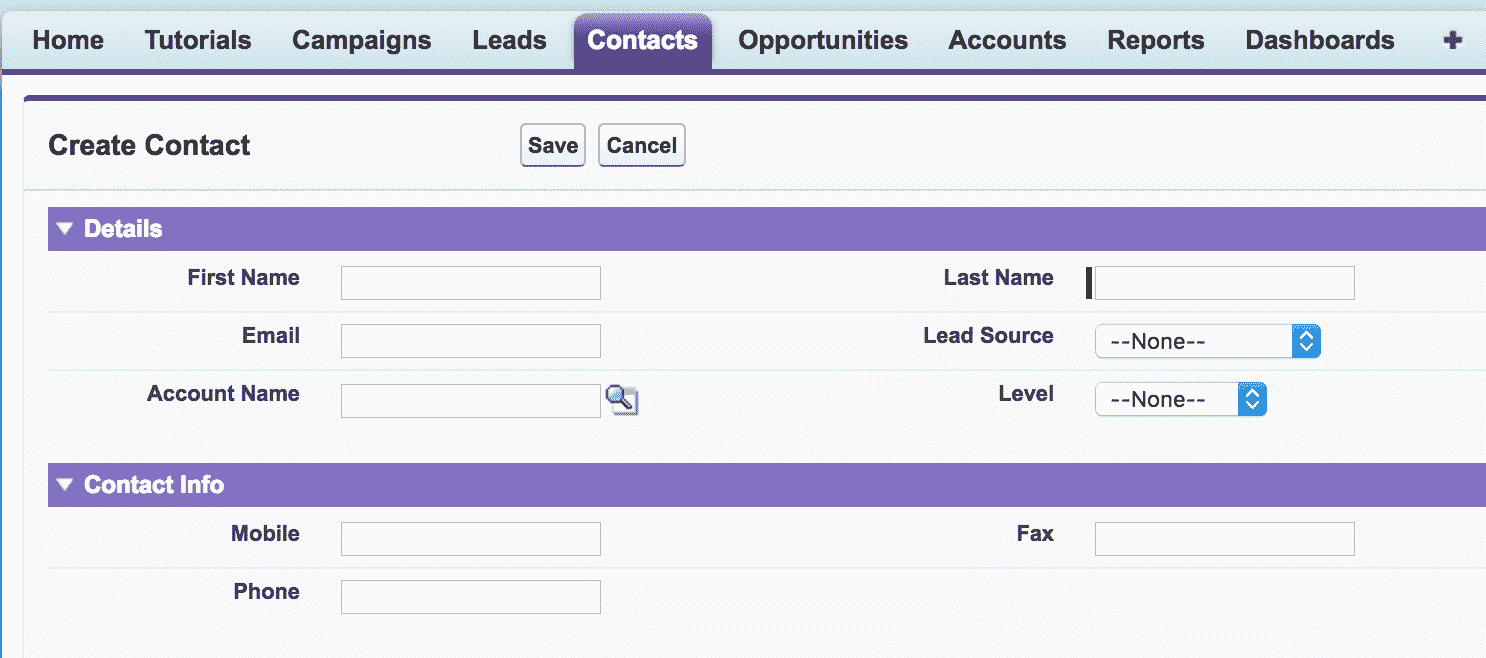 Home Tutorials Campaigns Leads Contacts Opportunities Accounts Reports Dashboards +
Create Contact Save Cancel
Details
First Name Last Name
Email Lead Source --None--
Account Name Level --None--
Contact Info
Mobile Fax
Phone